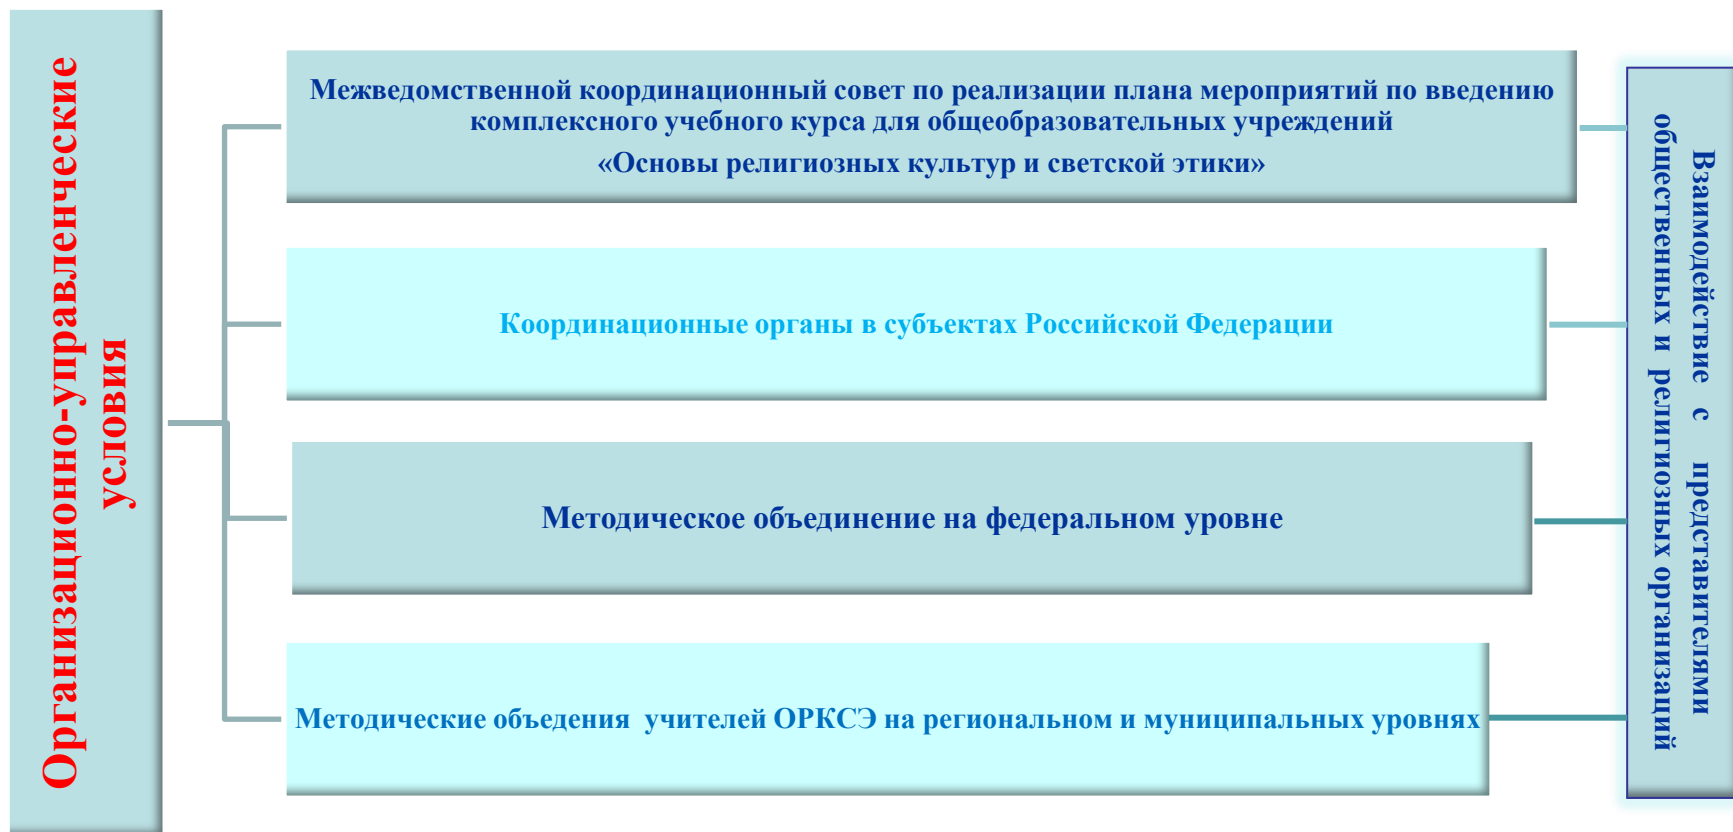 Организационно-управленческие
условия
Межведомственной координационный совет по реализации плана мероприятий по введению
комплексного учебного курса для общеобразовательных учреждений
«Основы религиозных культур и светской этики»
Координационные органы в субъектах Российской Федерации
Методическое объединение на федеральном уровне
Методические объедения учителей ОРКСЭ на региональном и муниципальных уровнях
Взаимодействие с представителями
общественных и религиозных организаций